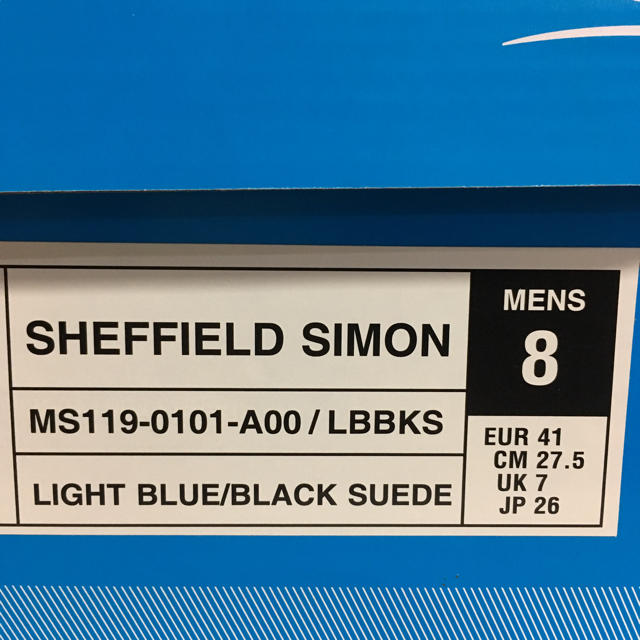 SHEFFIELD SIMON
MS119-0101-A00 / LBBKS
LIGHT BLUE/BLACK SUEDE
MENS
8
EUR 41
CM 27.5
UK 7
JP 26